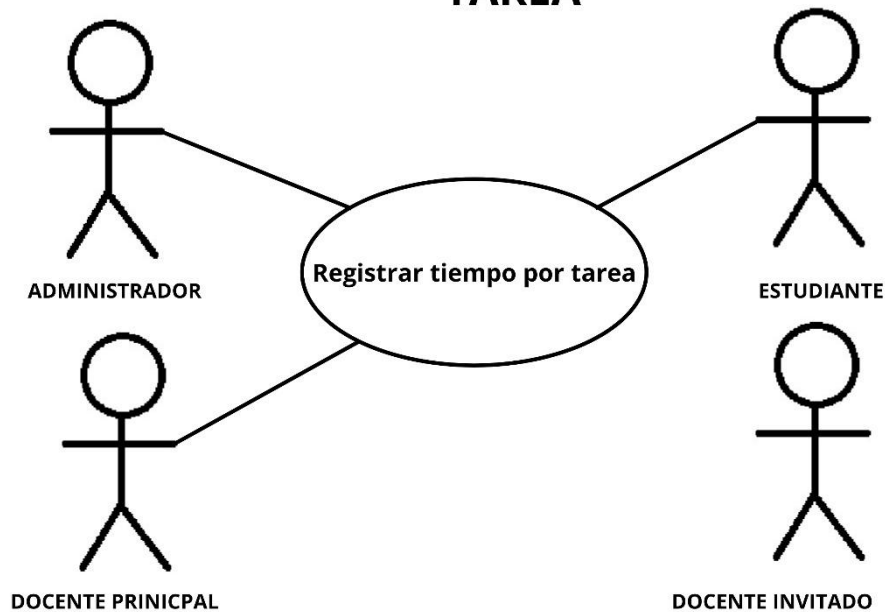 TAREA
Registrar tiempo por tarea
ADMINISTRADOR
ESTUDIANTE
DOCENTE PRINICPAL
DOCENTE INVITADO